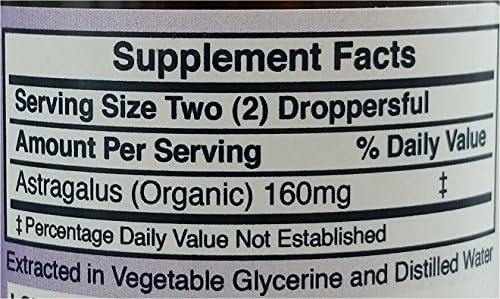 Supplement Facts
Serving Size Two (2) Droppersful
Amount Per Serving % Daily Value
Astragalus (Organic) 160mg ‡
‡ Percentage Daily Value Not Established
Extracted in Vegetable Glycerine and Distilled Water